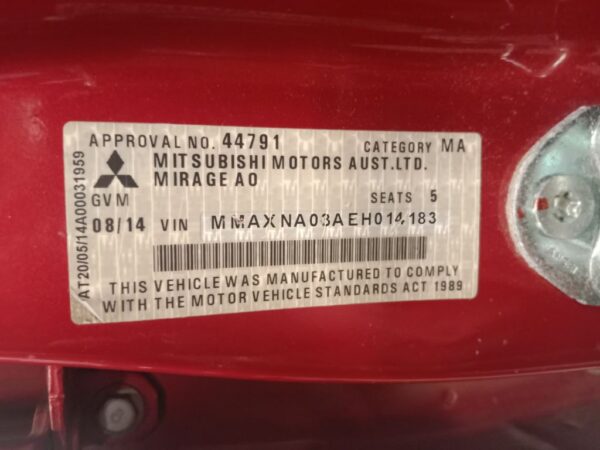 APPROVAL NO. 44791 CATEGORY MA
MITSUBISHI MOTORS AUST.LTD.
MIRAGE AO
GVM SEATS 5
08/14 VIN MMAXNA03AEH014183
THIS VEHICLE WAS MANUFACTURED TO COMPLY
WITH THE MOTOR VEHICLE STANDARDS ACT 1989
AT20/05/14A00031959